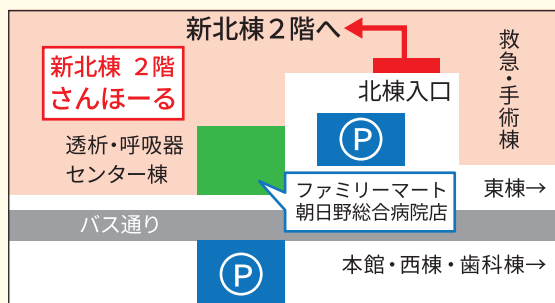 新北棟２階へ
新北棟 ２階
さんほーる
救急・手術棟
北棟入口
P
透析・呼吸器
センター棟
ファミリーマート
朝日野総合病院店
東棟→
バス通り
P
本館・西棟・歯科棟→